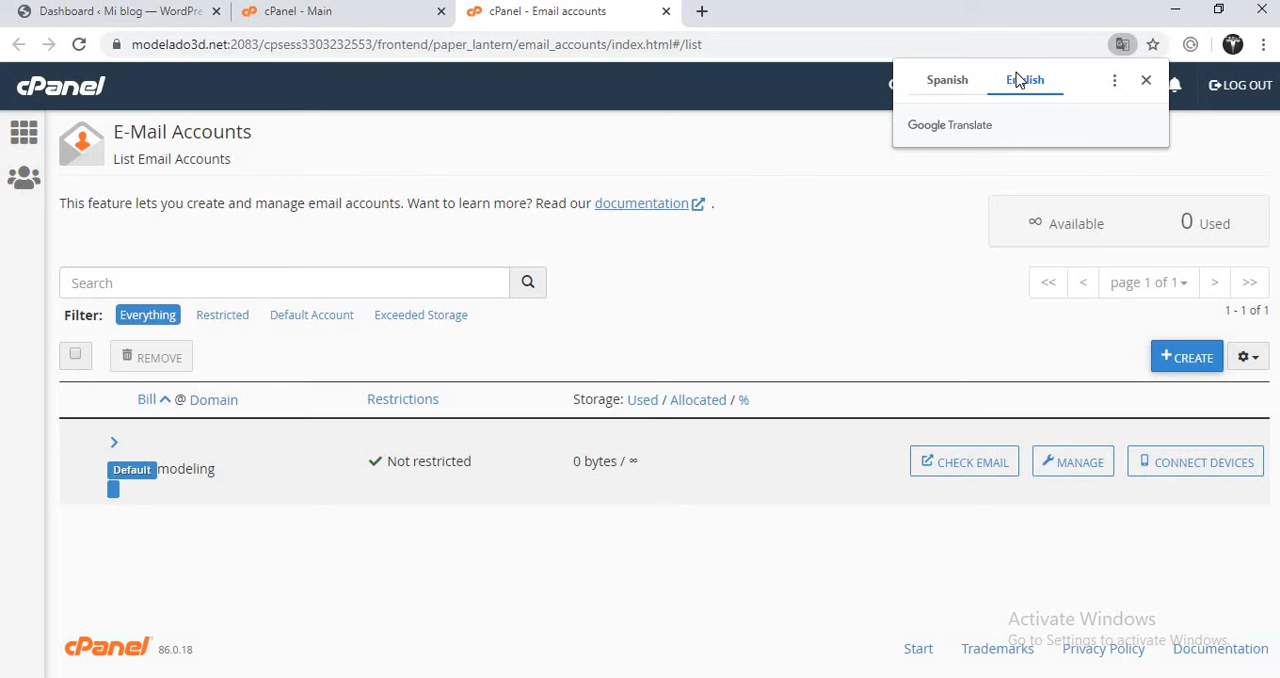 Dashboard ‹ Mi blog — WordPre
cPanel - Main
cPanel - Email accounts
modelado3d.net:2083/cpsess3303232553/frontend/paper_lantern/email_accounts/index.html#/list
cPanel
LOG OUT
Spanish
English
Google Translate
E-Mail Accounts
List Email Accounts
This feature lets you create and manage email accounts. Want to learn more? Read our documentation .
∞ Available 0 Used
Search
<< < page 1 of 1 > >>
Filter: Everything Restricted Default Account Exceeded Storage
1 - 1 of 1
REMOVE
+ CREATE
Bill @ Domain Restrictions Storage: Used / Allocated / %
Default modeling
Not restricted
0 bytes / ∞
CHECK EMAIL
MANAGE
CONNECT DEVICES
Activate Windows
Go to Settings to activate Windows.
cPanel 86.0.18
Start Trademarks Privacy Policy Documentation